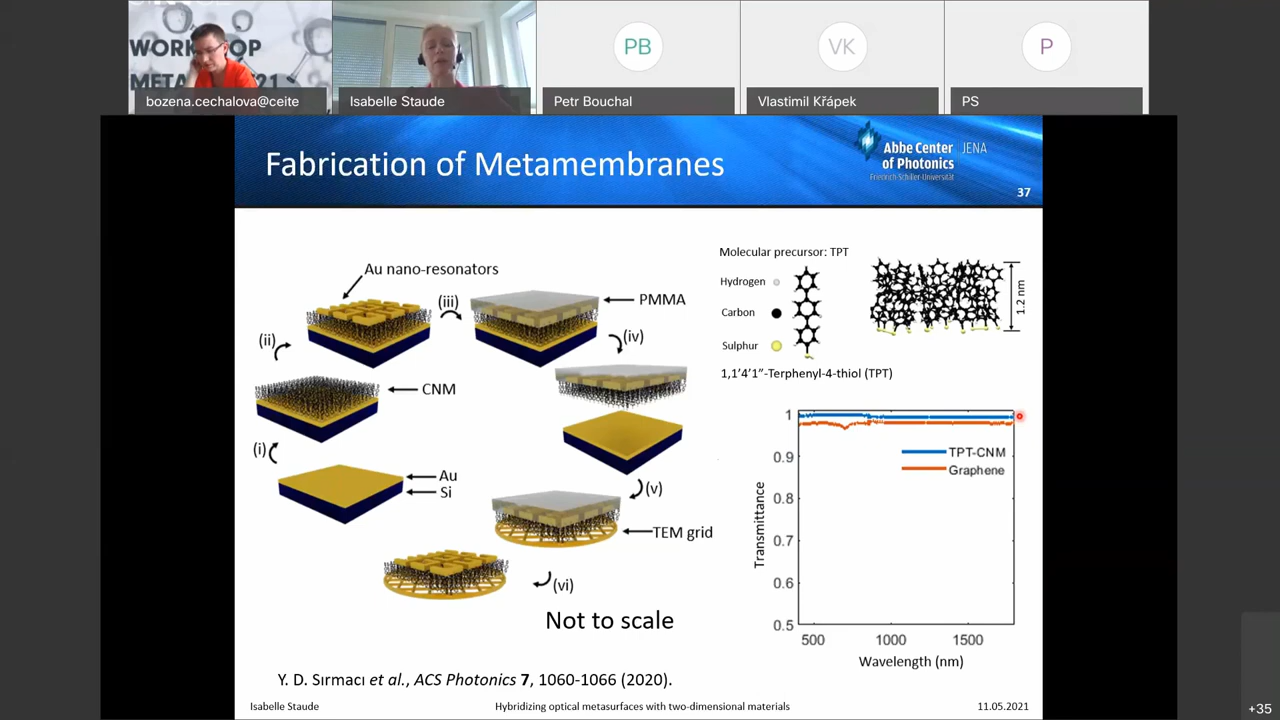 WORK OP
META 21
PB
VK
P
bozena.cechalova@ceite
Isabelle Staude
Petr Bouchal
Vlastimil Křápek
PS
Fabrication of Metamembranes
Abbe Center JENA
of Photonics
Friedrich-Schiller-Universität
37
Au nano-resonators
(iii)
PMMA
(ii)
(iv)
CNM
(i)
Au
Si
(v)
TEM grid
(vi)
Not to scale
Molecular precursor: TPT
Hydrogen
Carbon
Sulphur
1.2 nm
1,1’4’1”-Terphenyl-4-thiol (TPT)
1
0.9
0.8
0.7
0.6
0.5
Transmittance
TPT-CNM
Graphene
500 1000 1500
Wavelength (nm)
Y. D. Sırmacı et al., ACS Photonics 7, 1060-1066 (2020).
Isabelle Staude
Hybridizing optical metasurfaces with two-dimensional materials
11.05.2021
+35